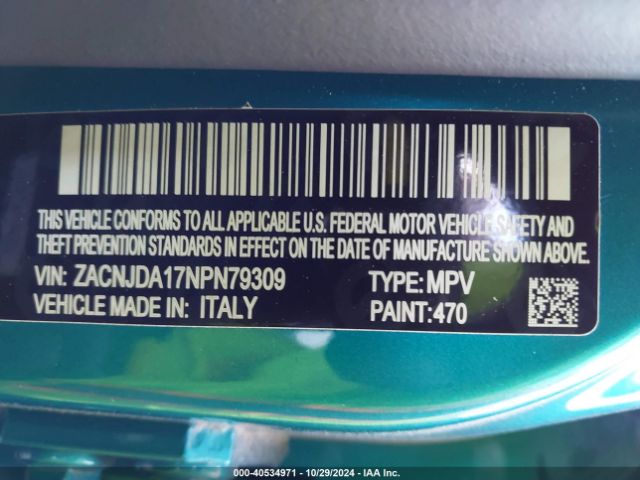 THIS VEHICLE CONFORMS TO ALL APPLICABLE U.S. FEDERAL MOTOR VEHICLE SAFETY AND
THEFT PREVENTION STANDARDS IN EFFECT ON THE DATE OF MANUFACTURE SHOWN ABOVE.
VIN: ZACNJDA17NPN79309 TYPE:MPV
VEHICLE MADE IN: ITALY PAINT:470
000-40534971 | 10/29/2024 | IAA Inc.